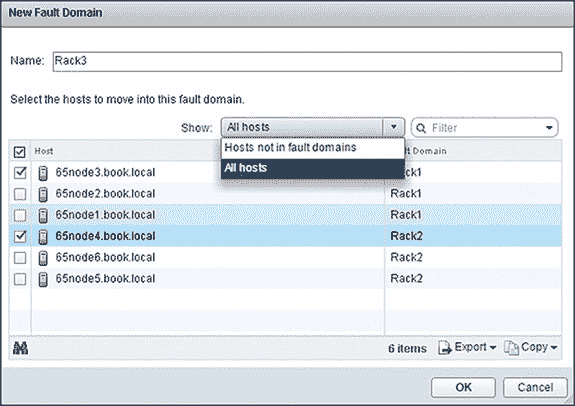 New Fault Domain
Name: Rack3
Select the hosts to move into this fault domain.
Show: All hosts Filter
Hosts not in fault domains
All hosts
Host ult Domain
65node3.book.local ck1
65node2.book.local Rack1
65node1.book.local Rack1
65node4.book.local Rack2
65node6.book.local Rack2
65node5.book.local Rack2
6 items Export Copy
OK Cancel